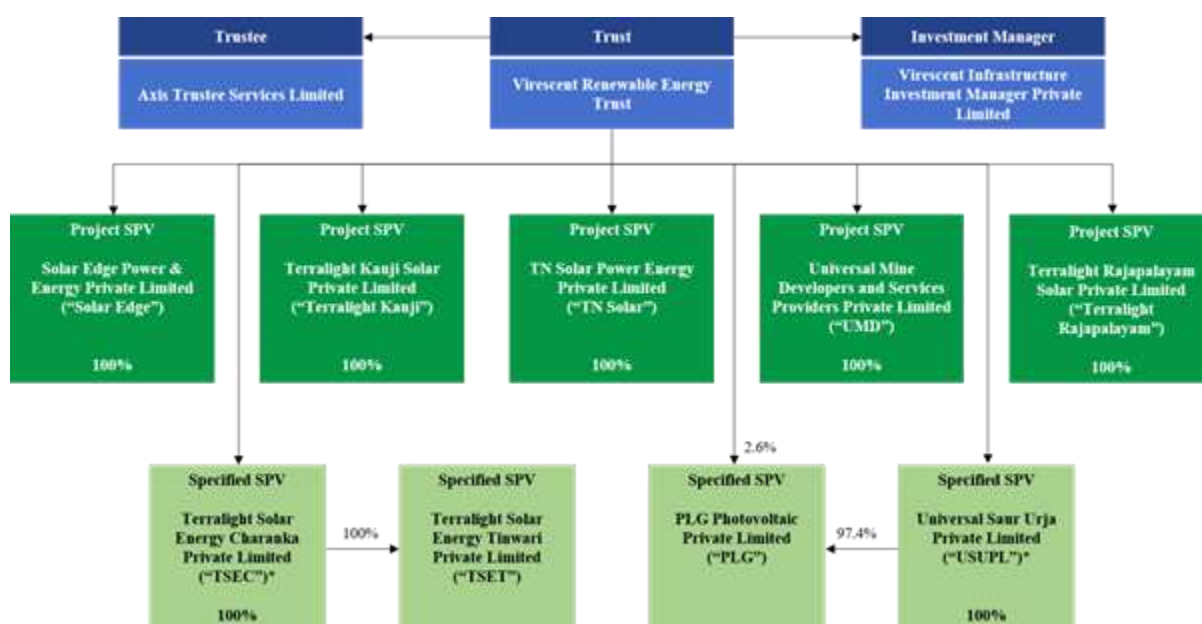 Trustee
Axis Trustee Services Limited
Trust
Virescent Renewable Energy
Trust
Investment Manager
Virescent Infrastructure
Investment Manager Private
Limited
Project SPV
Solar Edge Power &
Energy Private Limited
(“Solar Edge”)
100%
Project SPV
Terralight Kanji Solar
Private Limited
(“Terralight Kanji”)
100%
Project SPV
TN Solar Power Energy
Private Limited
(“TN Solar”)
100%
Project SPV
Universal Mine
Developers and Services
Providers Private Limited
(“UMD”)
100%
Project SPV
Terralight Rajapalayam
Solar Private Limited
(“Terralight
Rajapalayam”)
100%
Specified SPV
Terralight Solar
Energy Charanka
Private Limited
(“TSEC”)*
100%
100%
Specified SPV
Terralight Solar
Energy Tinwari
Private Limited
(“TSET”)
2.6%
Specified SPV
PLG Photovoltaic
Private Limited
(“PLG”)
97.4%
Specified SPV
Universal Saur Urja
Private Limited
(“USUPL”)*
100%